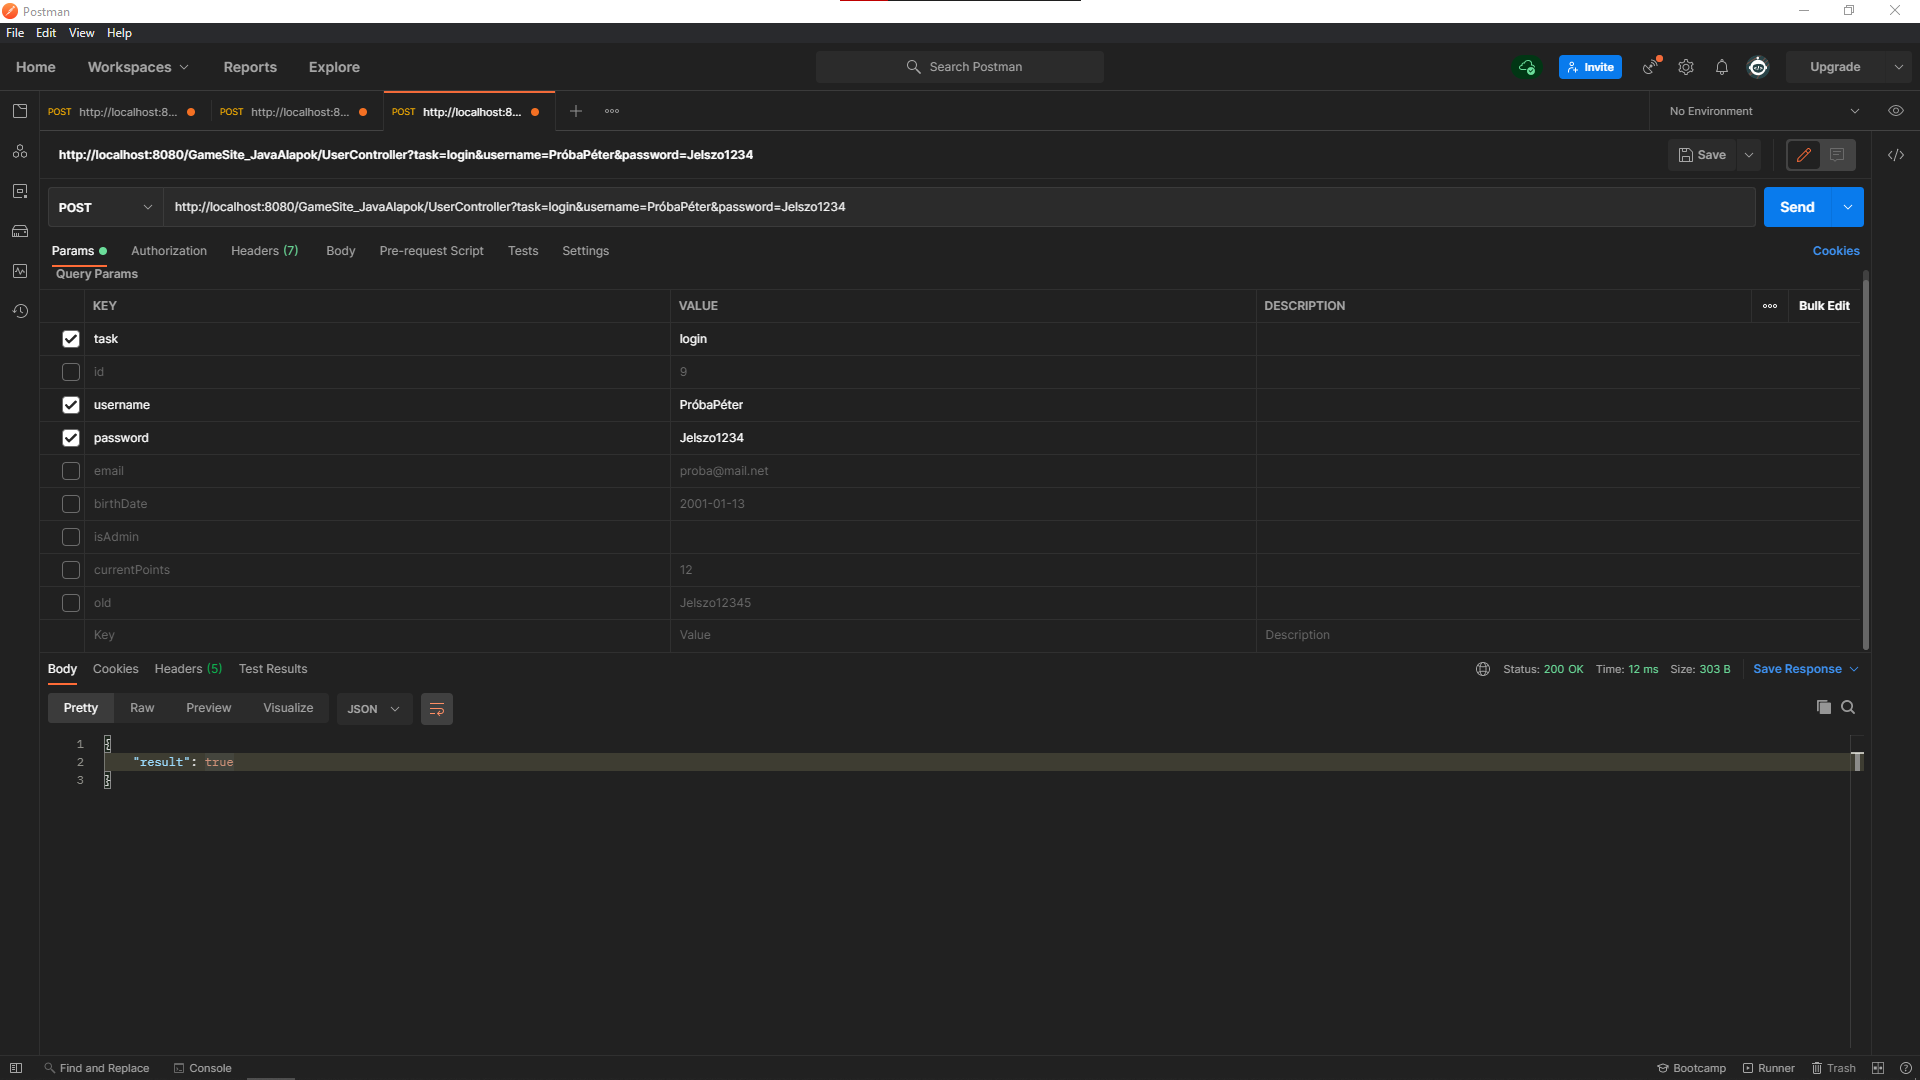 Postman
File Edit View Help
Home Workspaces Reports Explore Search Postman Invite Upgrade
POST http://localhost:8... POST http://localhost:8... POST http://localhost:8... No Environment
http://localhost:8080/GameSite_JavaAlapok/UserController?task=login&username=PróbaPéter&password=Jelszo1234 Save
POST http://localhost:8080/GameSite_JavaAlapok/UserController?task=login&username=PróbaPéter&password=Jelszo1234 Send
Params Authorization Headers (7) Body Pre-request Script Tests Settings Cookies
Query Params
KEY VALUE DESCRIPTION Bulk Edit
task login
id 9
username PróbaPéter
password Jelszo1234
email proba@mail.net
birthDate 2001-01-13
isAdmin
currentPoints 12
old Jelszo12345
Key Value Description
Body Cookies Headers (5) Test Results Status: 200 OK Time: 12 ms Size: 303 B Save Response
Pretty Raw Preview Visualize JSON
1 {
2 "result": true
3 }
Find and Replace Console Bootcamp Runner Trash